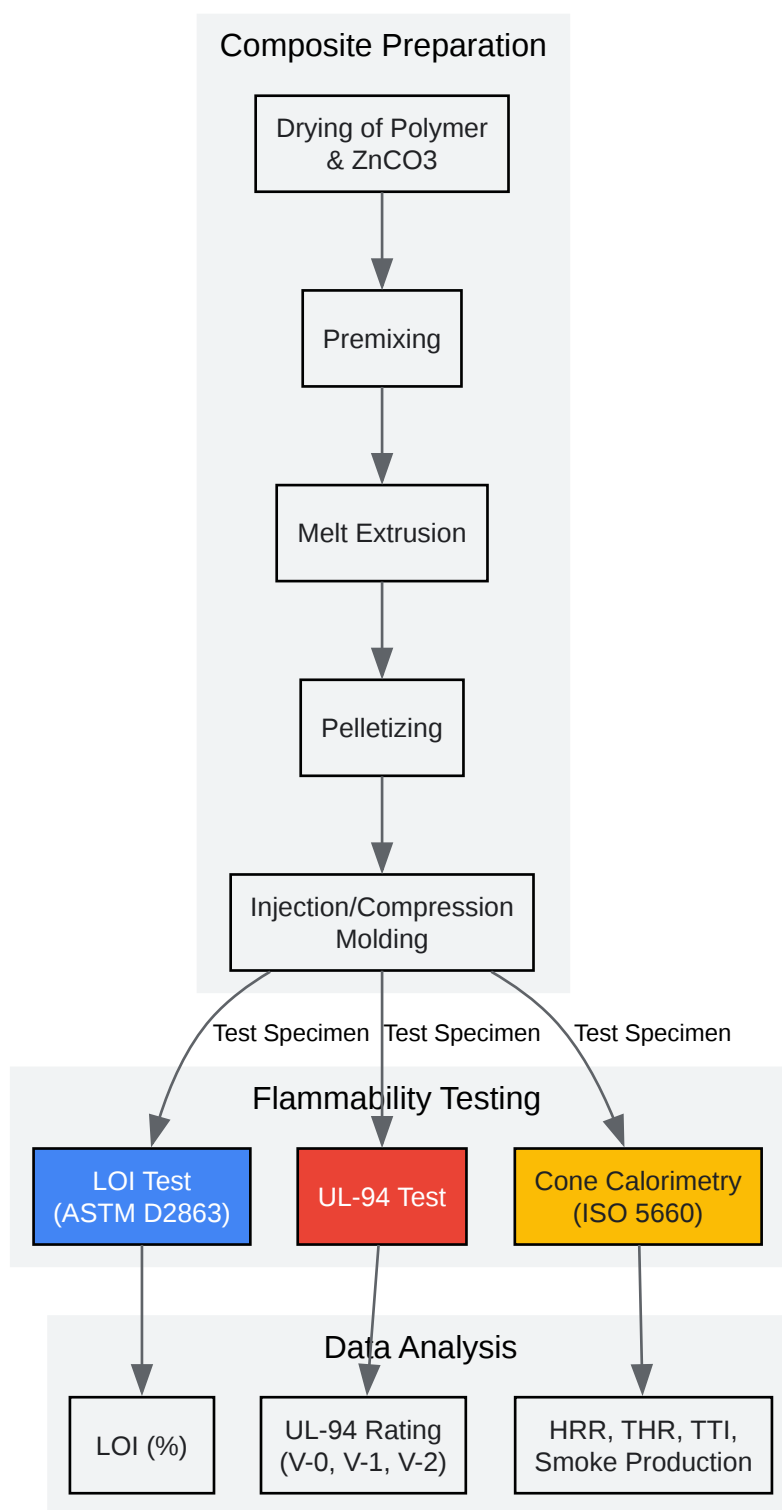 Composite Preparation
Drying of Polymer
& ZnCO3
Premixing
Melt Extrusion
Pelletizing
Injection/Compression
Molding
Test Specimen
Test Specimen
Test Specimen
Flammability Testing
LOI Test
(ASTM D2863)
UL-94 Test
Cone Calorimetry
(ISO 5660)
Data Analysis
LOI (%)
UL-94 Rating
(V-0, V-1, V-2)
HRR, THR, TTI,
Smoke Production